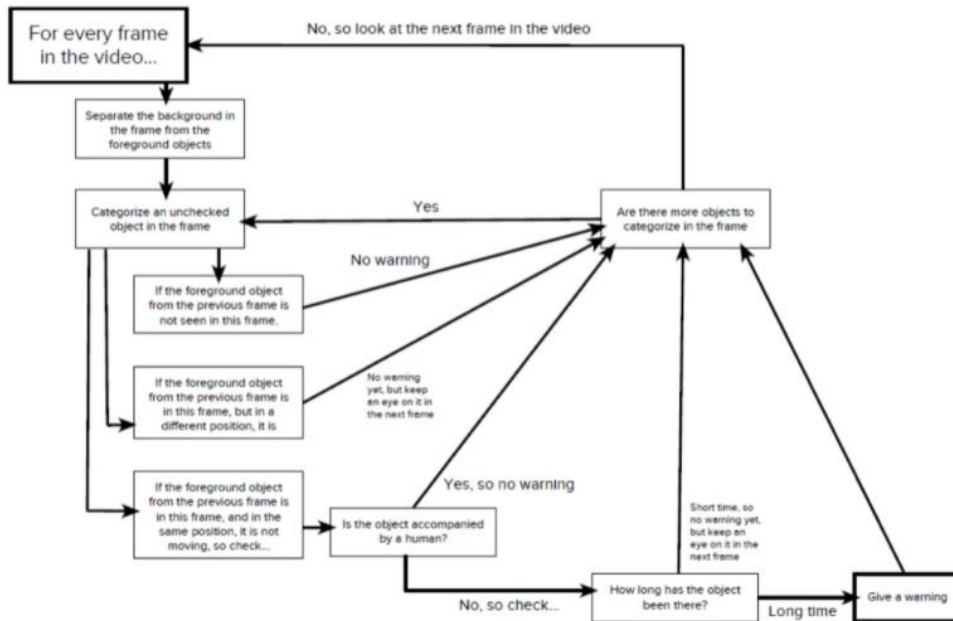 For every frame
in the video...
No, so look at the next frame in the video
Separate the background in
the frame from the
foreground objects
Categorize an unchecked
object in the frame
Yes
Are there more objects to
categorize in the frame
No warning
If the foreground object
from the previous frame is
not seen in this frame.
If the foreground object
from the previous frame is
in this frame, but in a
different position, it is
No warning
yet, but keep
an eye on it in
the next frame
If the foreground object
from the previous frame is
in this frame, and in the
same position, it is not
moving, so check...
Yes, so no warning
Is the object accompanied
by a human?
Short time, so
no warning yet,
but keep an
eye on it in the
next frame
No, so check...
How long has the object
been there?
Long time
Give a warning